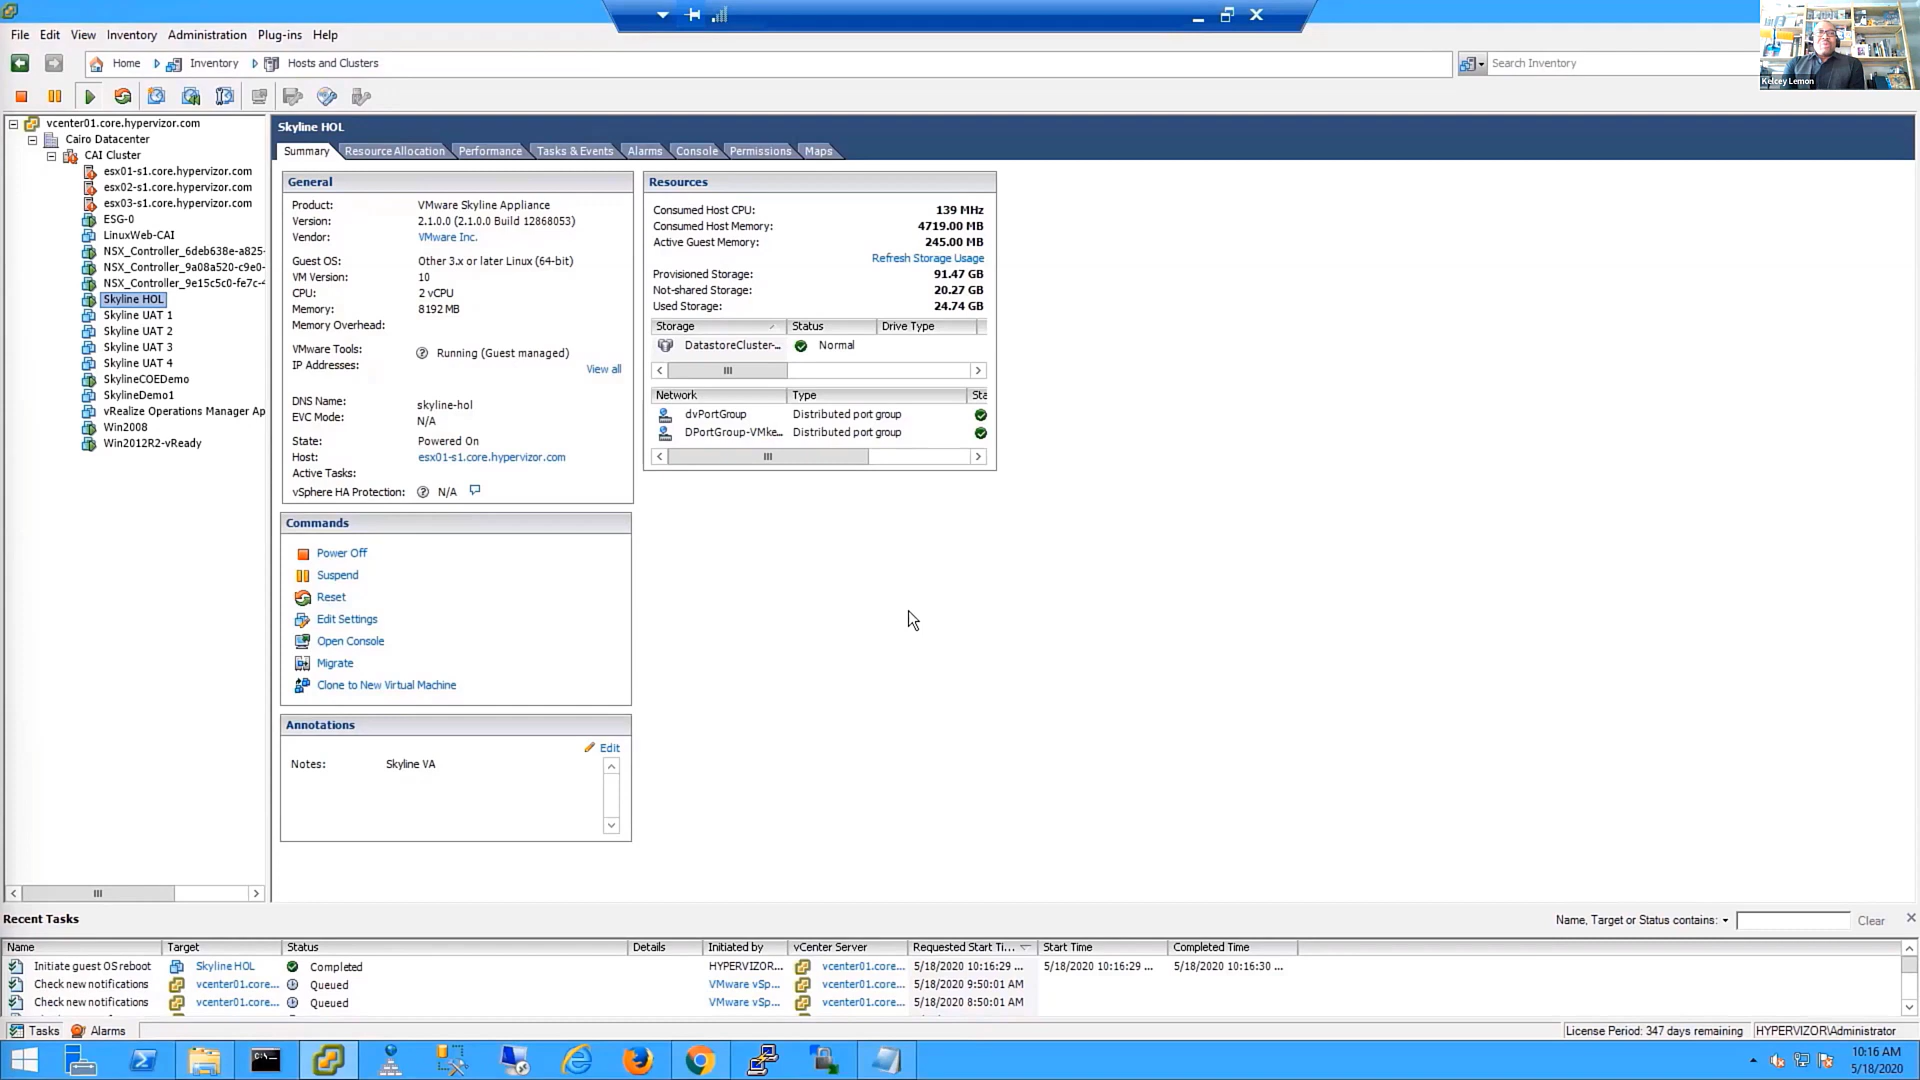 File Edit View Inventory Administration Plug-ins Help
Home Inventory Hosts and Clusters Search Inventory
Kelcey Lemon
vcenter01.core.hypervizor.com
Cairo Datacenter
CAI Cluster
esx01-s1.core.hypervizor.com
esx02-s1.core.hypervizor.com
esx03-s1.core.hypervizor.com
ESG-0
LinuxWeb-CAI
NSX_Controller_6deb638e-a825-
NSX_Controller_9a08a520-c9e0-
NSX_Controller_9e15c5c0-fe7c-4
Skyline HOL
Skyline UAT 1
Skyline UAT 2
Skyline UAT 3
Skyline UAT 4
SkylineCOEDemo
SkylineDemo1
vRealize Operations Manager Ap
Win2008
Win2012R2-vReady
Skyline HOL
Summary Resource Allocation Performance Tasks & Events Alarms Console Permissions Maps
General
Product: VMware Skyline Appliance
Version: 2.1.0.0 (2.1.0.0 Build 12868053)
Vendor: VMware Inc.
Guest OS: Other 3.x or later Linux (64-bit)
VM Version: 10
CPU: 2 vCPU
Memory: 8192 MB
Memory Overhead:
VMware Tools: Running (Guest managed)
IP Addresses: View all
DNS Name: skyline-hol
EVC Mode: N/A
State: Powered On
Host: esx01-s1.core.hypervizor.com
Active Tasks:
vSphere HA Protection: N/A
Commands
Power Off
Suspend
Reset
Edit Settings
Open Console
Migrate
Clone to New Virtual Machine
Annotations
Edit
Notes: Skyline VA
Resources
Consumed Host CPU: 139 MHz
Consumed Host Memory: 4719.00 MB
Active Guest Memory: 245.00 MB
Refresh Storage Usage
Provisioned Storage: 91.47 GB
Not-shared Storage: 20.27 GB
Used Storage: 24.74 GB
Storage Status Drive Type
DatastoreCluster-... Normal
Network Type Sta
dvPortGroup Distributed port group
DPortGroup-VMke... Distributed port group
Recent Tasks Name, Target or Status contains: Clear
Name Target Status Details Initiated by vCenter Server Requested Start Ti... Start Time Completed Time
Initiate guest OS reboot Skyline HOL Completed HYPERVIZOR... vcenter01.core... 5/18/2020 10:16:29 ... 5/18/2020 10:16:29 ... 5/18/2020 10:16:30 ...
Check new notifications vcenter01.core... Queued VMware vSp... vcenter01.core... 5/18/2020 9:50:01 AM
Check new notifications vcenter01.core... Queued VMware vSp... vcenter01.core... 5/18/2020 8:50:01 AM
Tasks Alarms License Period: 347 days remaining HYPERVIZOR\Administrator
10:16 AM
5/18/2020